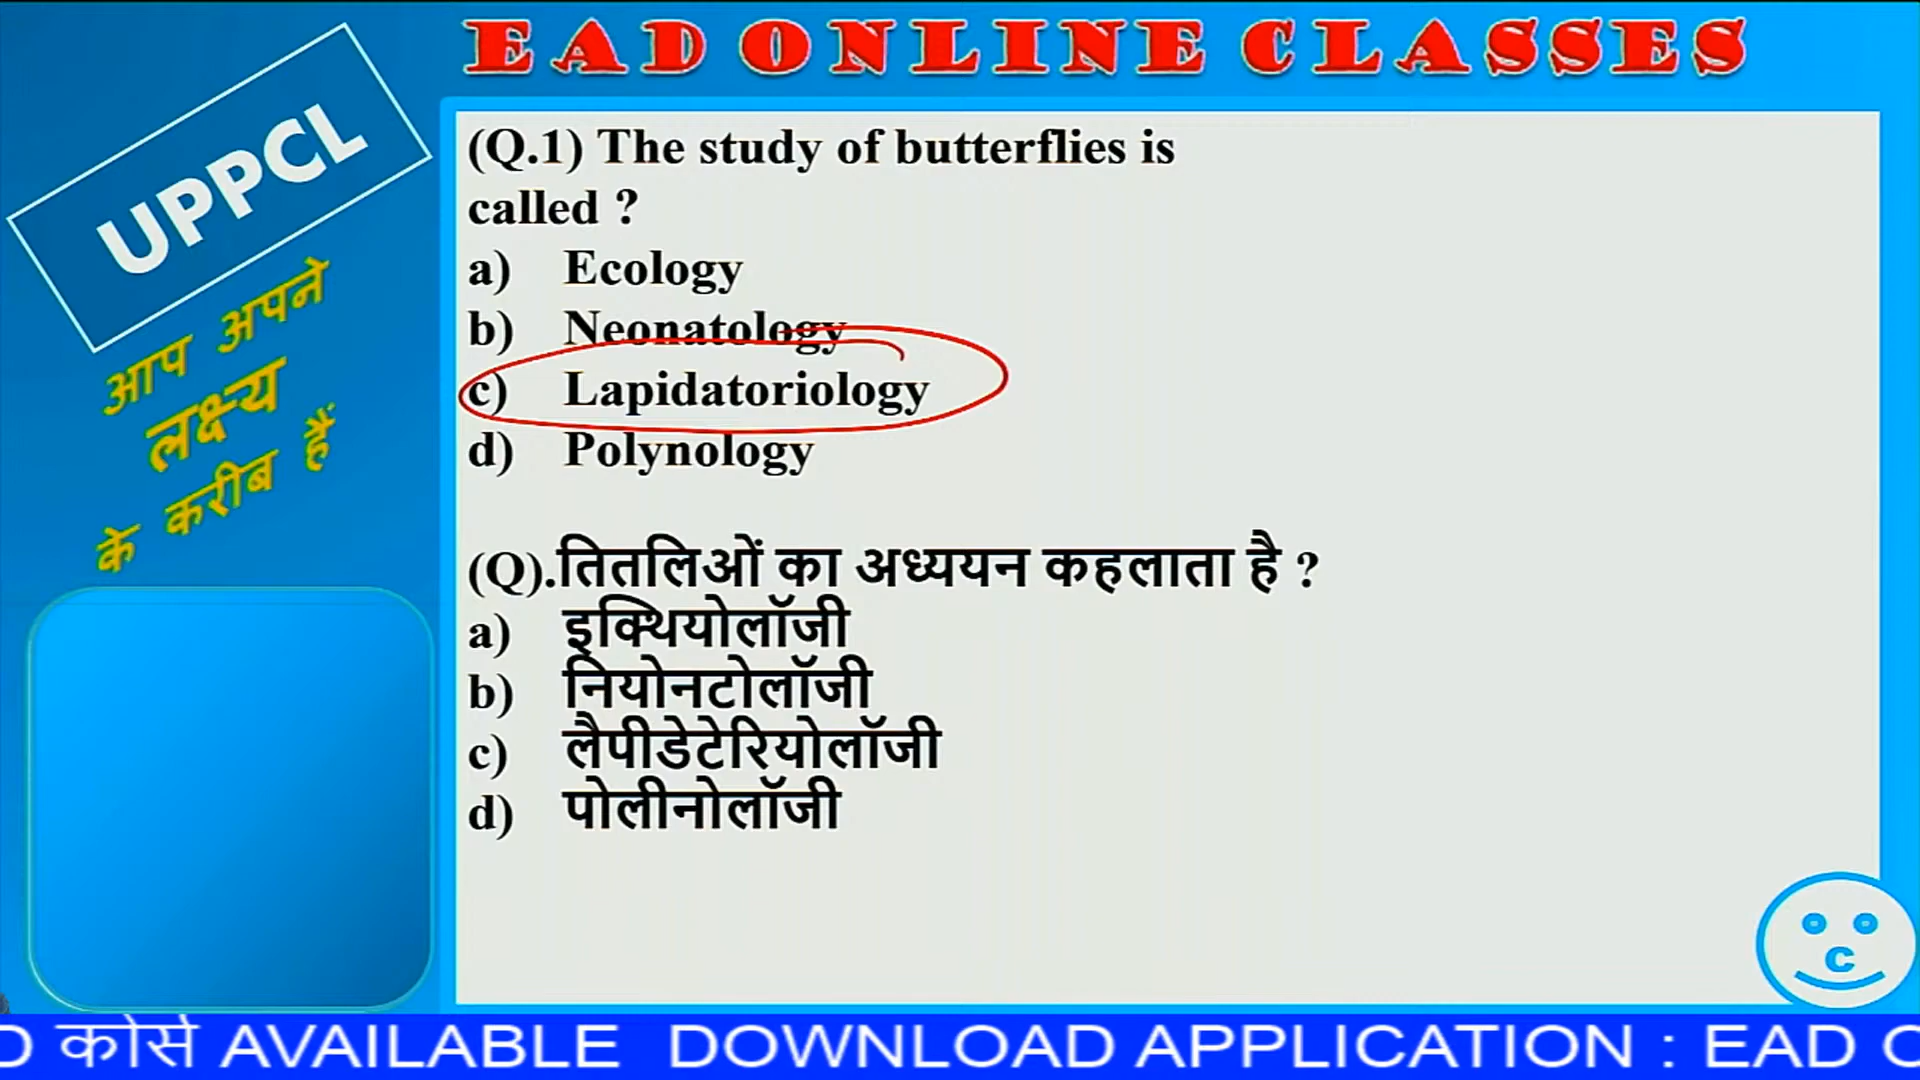 EAD ONLINE CLASSES
UPPCL
आप अपने
लक्ष्य
के करीब हैं
(Q.1) The study of butterflies is
called ?
a) Ecology
b) Neonatology
c) Lapidatoriology
d) Polynology
(Q).तितलिओं का अध्ययन कहलाता है ?
a) इक्थियोलॉजी
b) नियोनटोलॉजी
c) लैपीडेटेरियोलॉजी
d) पोलीनोलॉजी
c
D कोर्स AVAILABLE DOWNLOAD APPLICATION : EAD